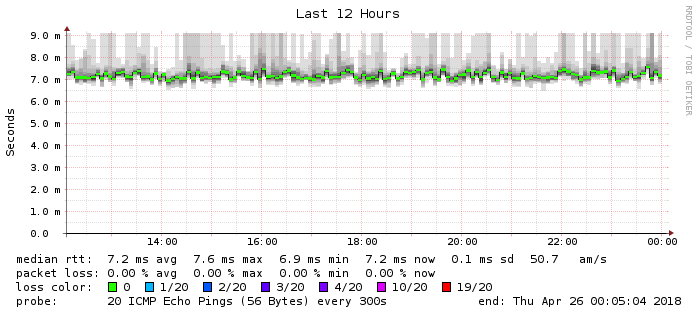 Last 12 Hours
RRDTOOL / TOBI OETIKER
Seconds
9.0 m
8.0 m
7.0 m
6.0 m
5.0 m
4.0 m
3.0 m
2.0 m
1.0 m
0.0
14:00 16:00 18:00 20:00 22:00 00:00
median rtt: 7.2 ms avg 7.6 ms max 6.9 ms min 7.2 ms now 0.1 ms sd 50.7 am/s
packet loss: 0.00 % avg 0.00 % max 0.00 % min 0.00 % now
loss color: 0 1/20 2/20 3/20 4/20 10/20 19/20
probe: 20 ICMP Echo Pings (56 Bytes) every 300s end: Thu Apr 26 00:05:04 2018